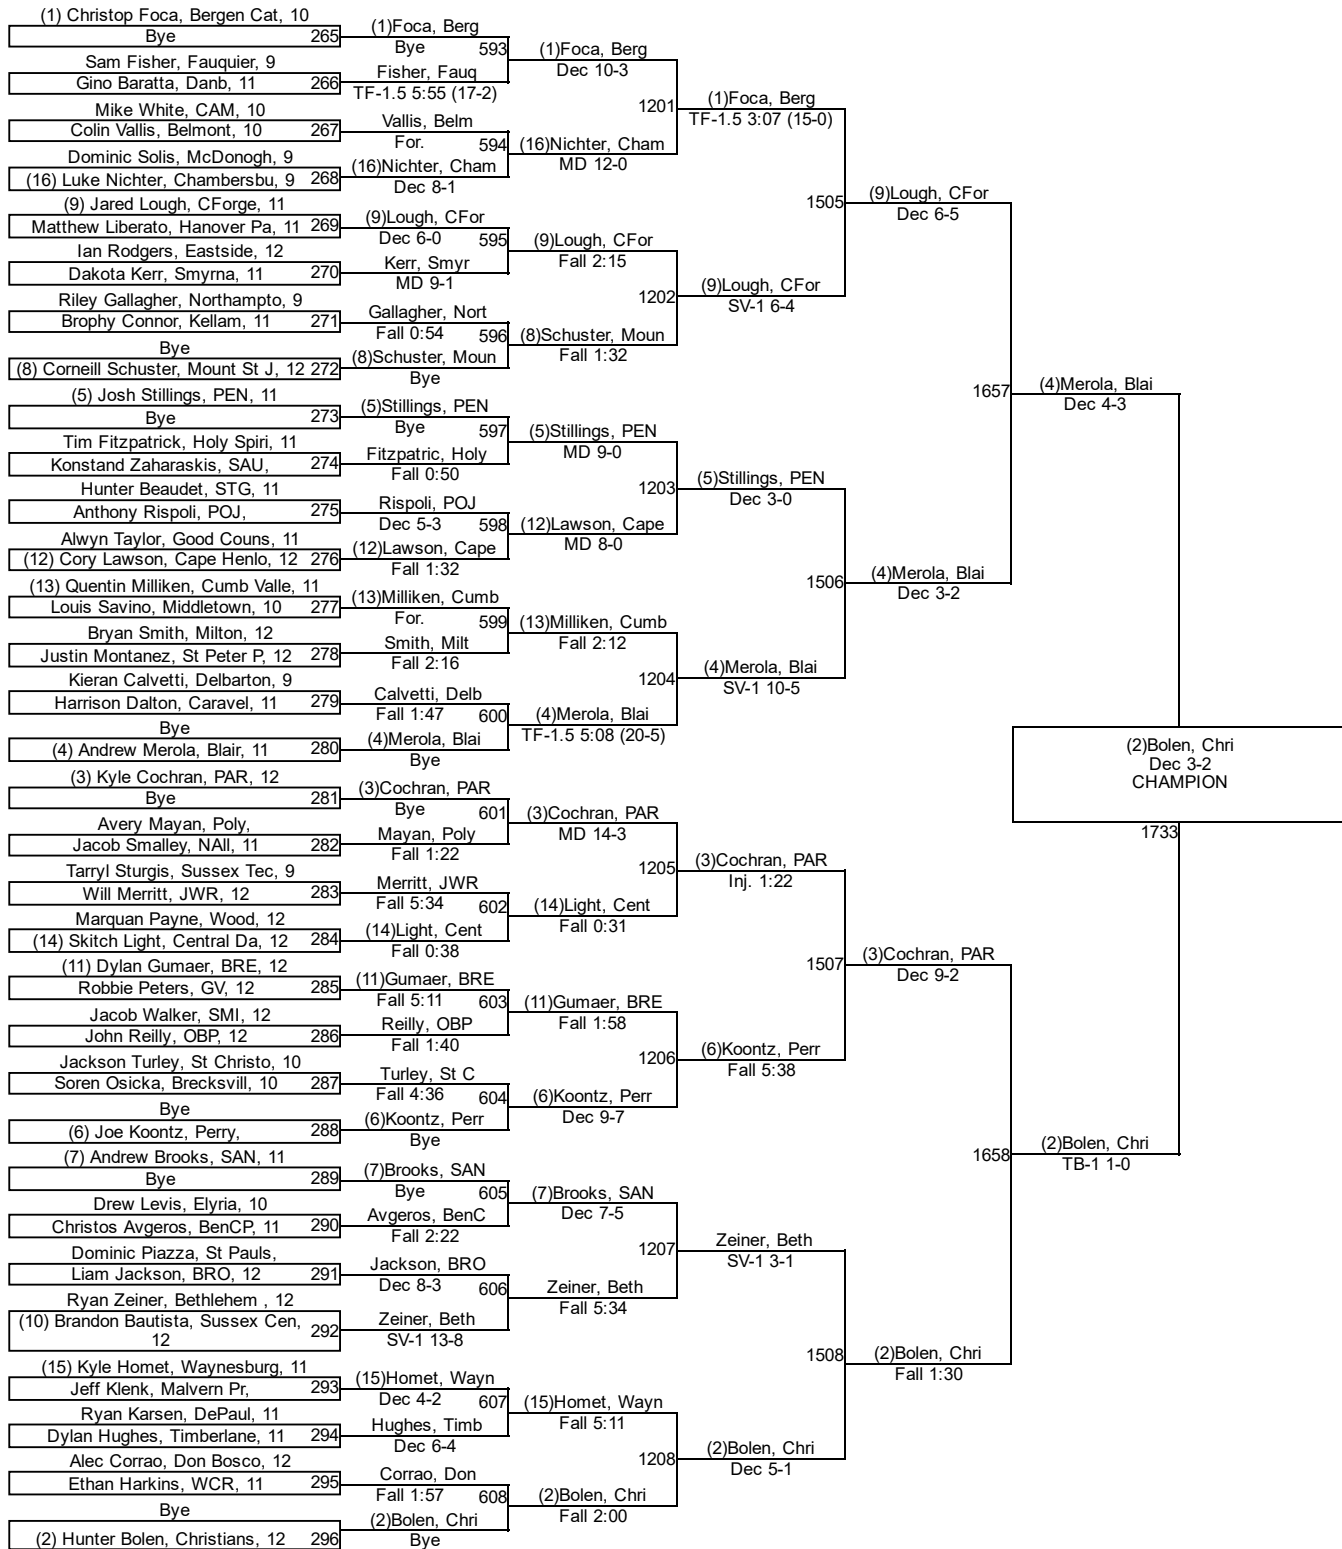 (1) Christop Foca, Bergen Cat, 10
Bye 265
Sam Fisher, Fauquier, 9
Gino Baratta, Danb, 11 266
Mike White, CAM, 10
Colin Vallis, Belmont, 10 267
Dominic Solis, McDonogh, 9
(16) Luke Nichter, Chambersbu, 9 268
(9) Jared Lough, CForge, 11
Matthew Liberato, Hanover Pa, 11 269
Ian Rodgers, Eastside, 12
Dakota Kerr, Smyrna, 11 270
Riley Gallagher, Northampto, 9
Brophy Connor, Kellam, 11 271
Bye
(8) Corneill Schuster, Mount St J, 12 272
(5) Josh Stillings, PEN, 11
Bye 273
Tim Fitzpatrick, Holy Spiri, 11
Konstand Zaharaskis, SAU, 274
Hunter Beaudet, STG, 11
Anthony Rispoli, POJ, 275
Alwyn Taylor, Good Couns, 11
(12) Cory Lawson, Cape Henlo, 12 276
(13) Quentin Milliken, Cumb Valle, 11
Louis Savino, Middletown, 10 277
Bryan Smith, Milton, 12
Justin Montanez, St Peter P, 12 278
Kieran Calvetti, Delbarton, 9
Harrison Dalton, Caravel, 11 279
Bye
(4) Andrew Merola, Blair, 11 280
(3) Kyle Cochran, PAR, 12
Bye 281
Avery Mayan, Poly,
Jacob Smalley, NAll, 11 282
Tarryl Sturgis, Sussex Tec, 9
Will Merritt, JWR, 12 283
Marquan Payne, Wood, 12
(14) Skitch Light, Central Da, 12 284
(11) Dylan Gumaer, BRE, 12
Robbie Peters, GV, 12 285
Jacob Walker, SMI, 12
John Reilly, OBP, 12 286
Jackson Turley, St Christo, 10
Soren Osicka, Brecksvill, 10 287
Bye
(6) Joe Koontz, Perry, 288
(7) Andrew Brooks, SAN, 11
Bye 289
Drew Levis, Elyria, 10
Christos Avgeros, BenCP, 11 290
Dominic Piazza, St Pauls,
Liam Jackson, BRO, 12 291
Ryan Zeiner, Bethlehem , 12
(10) Brandon Bautista, Sussex Cen,
12
292
(15) Kyle Homet, Waynesburg, 11
Jeff Klenk, Malvern Pr, 293
Ryan Karsen, DePaul, 11
Dylan Hughes, Timberlane, 11 294
Alec Corrao, Don Bosco, 12
Ethan Harkins, WCR, 11 295
Bye
(2) Hunter Bolen, Christians, 12 296
(1)Foca, Berg
Bye 593
Fisher, Fauq
TF-1.5 5:55 (17-2)
Vallis, Belm
For. 594
(16)Nichter, Cham
Dec 8-1
(9)Lough, CFor
Dec 6-0 595
Kerr, Smyr
MD 9-1
Gallagher, Nort
Fall 0:54 596
(8)Schuster, Moun
Bye
(5)Stillings, PEN
Bye 597
Fitzpatric, Holy
Fall 0:50
Rispoli, POJ
Dec 5-3 598
(12)Lawson, Cape
Fall 1:32
(13)Milliken, Cumb
For. 599
Smith, Milt
Fall 2:16
Calvetti, Delb
Fall 1:47 600
(4)Merola, Blai
Bye
(3)Cochran, PAR
Bye 601
Mayan, Poly
Fall 1:22
Merritt, JWR
Fall 5:34 602
(14)Light, Cent
Fall 0:38
(11)Gumaer, BRE
Fall 5:11 603
Reilly, OBP
Fall 1:40
Turley, St C
Fall 4:36 604
(6)Koontz, Perr
Bye
(7)Brooks, SAN
Bye 605
Avgeros, BenC
Fall 2:22
Jackson, BRO
Dec 8-3 606
Zeiner, Beth
SV-1 13-8
(15)Homet, Wayn
Dec 4-2 607
Hughes, Timb
Dec 6-4
Corrao, Don
Fall 1:57 608
(2)Bolen, Chri
Bye
(1)Foca, Berg
Dec 10-3
1201
(16)Nichter, Cham
MD 12-0
(9)Lough, CFor
Fall 2:15
1202
(8)Schuster, Moun
Fall 1:32
(5)Stillings, PEN
MD 9-0
1203
(12)Lawson, Cape
MD 8-0
(13)Milliken, Cumb
Fall 2:12
1204
(4)Merola, Blai
TF-1.5 5:08 (20-5)
(3)Cochran, PAR
MD 14-3
1205
(14)Light, Cent
Fall 0:31
(11)Gumaer, BRE
Fall 1:58
1206
(6)Koontz, Perr
Dec 9-7
(7)Brooks, SAN
Dec 7-5
1207
Zeiner, Beth
Fall 5:34
(15)Homet, Wayn
Fall 5:11
1208
(2)Bolen, Chri
Fall 2:00
(1)Foca, Berg
TF-1.5 3:07 (15-0)
1505
(9)Lough, CFor
SV-1 6-4
(5)Stillings, PEN
Dec 3-0
1506
(4)Merola, Blai
SV-1 10-5
(3)Cochran, PAR
Inj. 1:22
1507
(6)Koontz, Perr
Fall 5:38
Zeiner, Beth
SV-1 3-1
1508
(2)Bolen, Chri
Dec 5-1
(9)Lough, CFor
Dec 6-5
1657
(4)Merola, Blai
Dec 3-2
(3)Cochran, PAR
Dec 9-2
1658
(2)Bolen, Chri
Fall 1:30
(4)Merola, Blai
Dec 4-3
(2)Bolen, Chri
TB-1 1-0
(2)Bolen, Chri
Dec 3-2
CHAMPION
1733